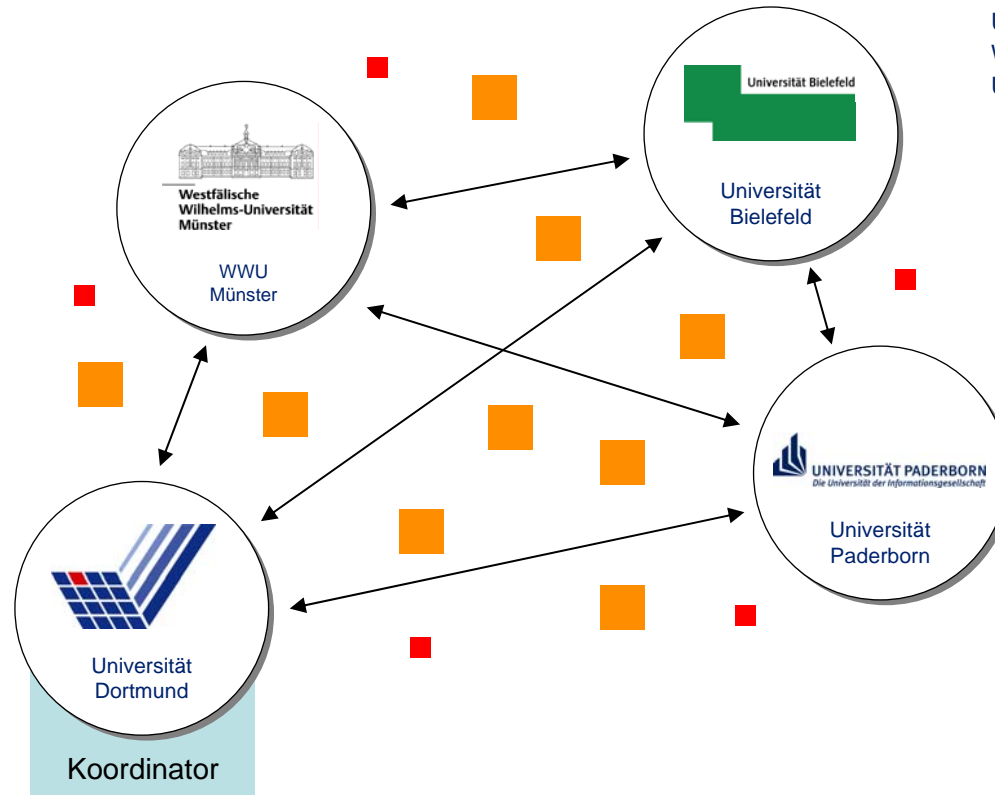 Universität Bielefeld
Universität
Bielefeld
Westfälische
Wilhelms-Universität
Münster
WWU
Münster
UNIVERSITÄT PADERBORN
Die Universität der Informationsgesellschaft
Universität
Paderborn
Universität
Dortmund
Koordinator